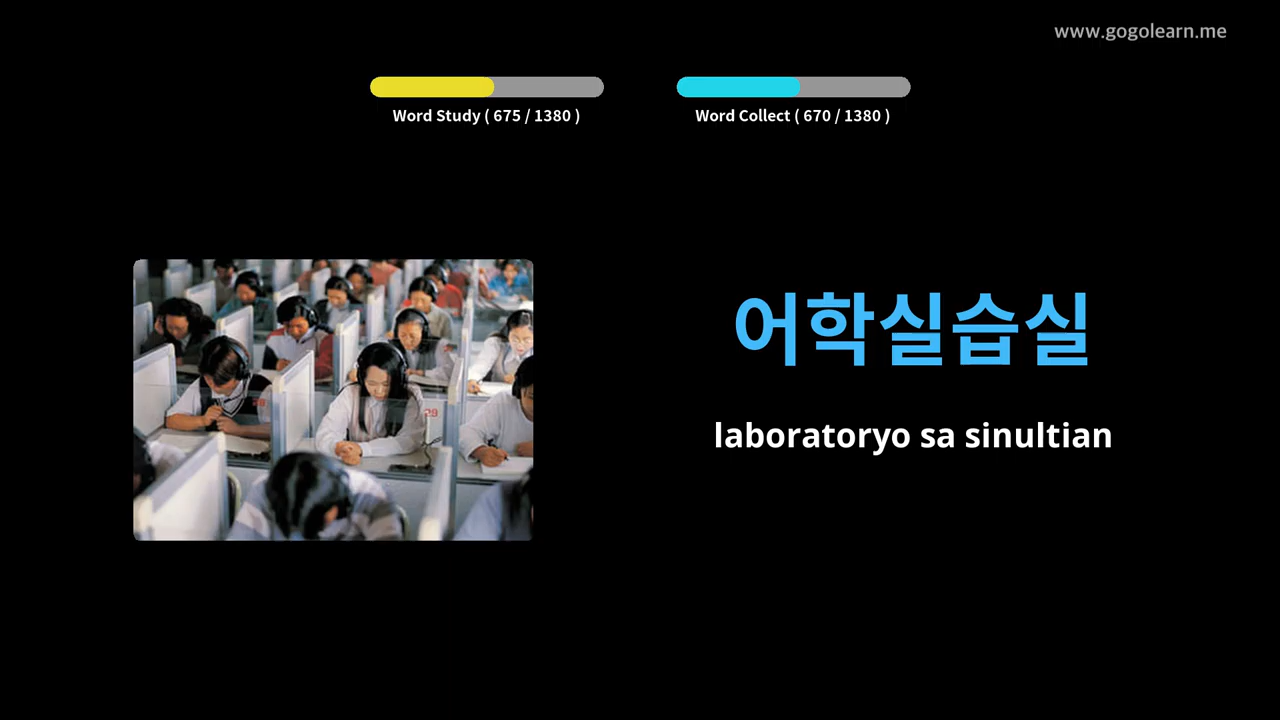 www.gogolearn.me
Word Study ( 675 / 1380 )
Word Collect ( 670 / 1380 )
어학실습실
laboratoryo sa sinultian
29